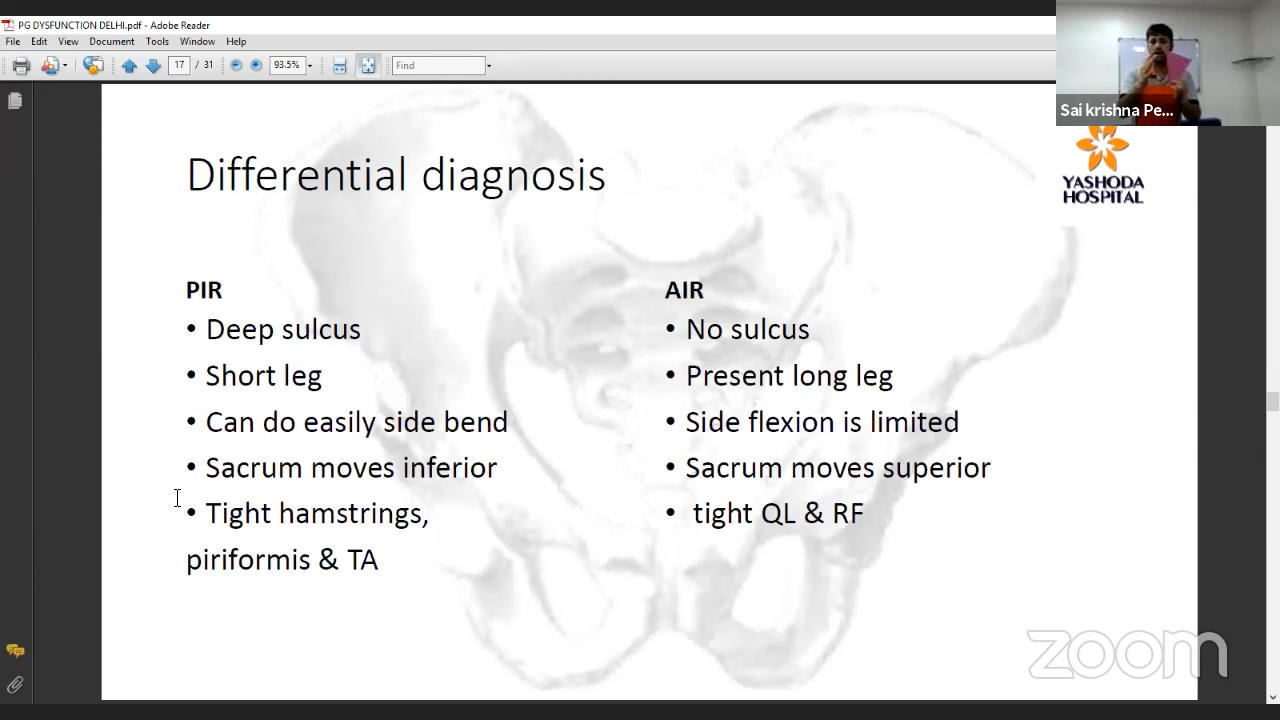 PG DYSFUNCTION DELHI.pdf - Adobe Reader
File Edit View Document Tools Window Help
17 / 31 93.5% Find
Sai krishna Pe...
YASHODA
HOSPITAL
Differential diagnosis
PIR
• Deep sulcus
• Short leg
• Can do easily side bend
• Sacrum moves inferior
• Tight hamstrings,
piriformis & TA
AIR
• No sulcus
• Present long leg
• Side flexion is limited
• Sacrum moves superior
• tight QL & RF
zoom